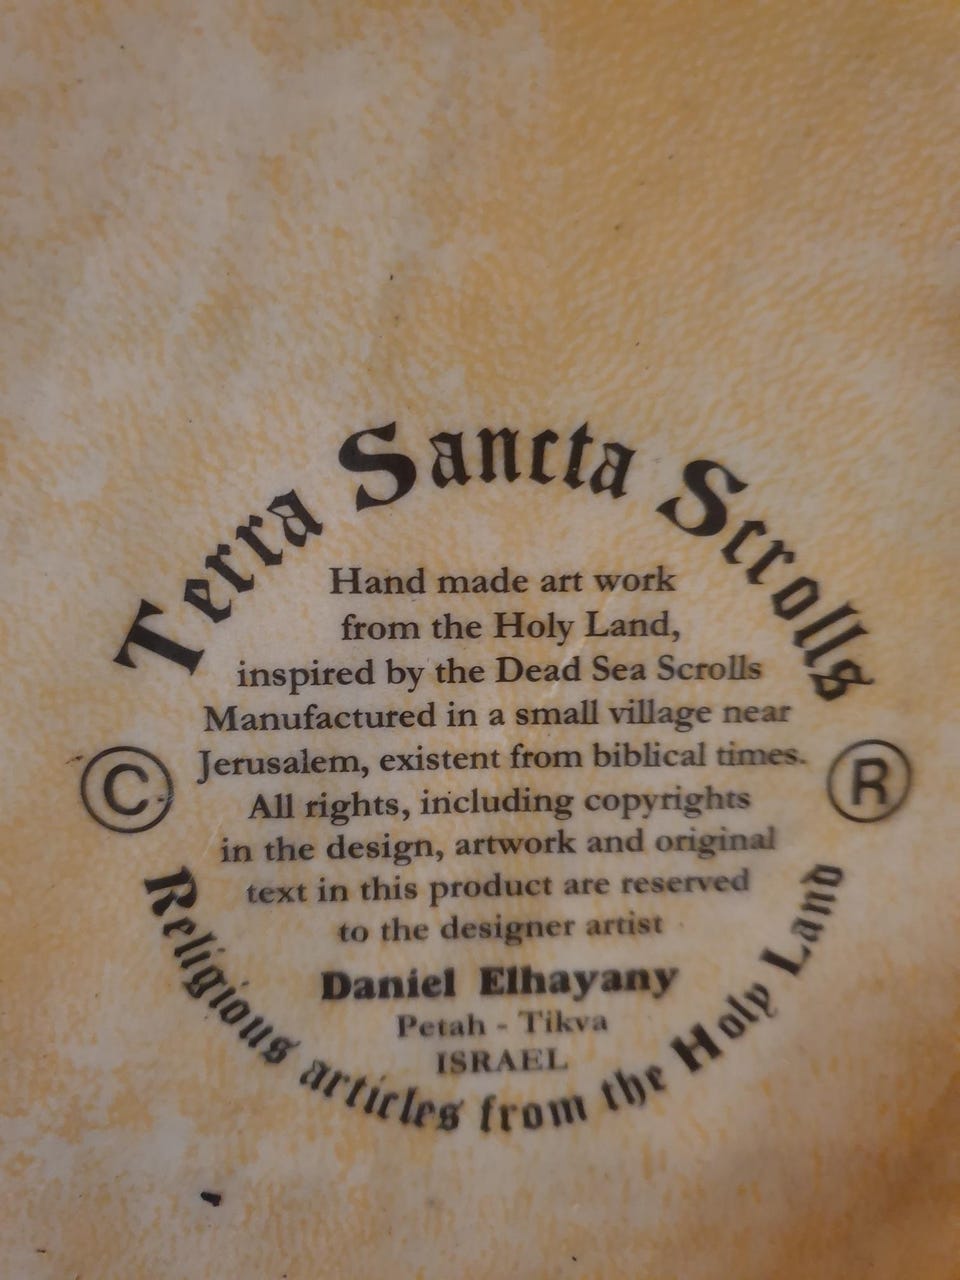 Terra Sancta Scrolls
Hand made art work
from the Holy Land,
inspired by the Dead Sea Scrolls
Manufactured in a small village near
Jerusalem, existent from biblical times.
© ®
All rights, including copyrights
in the design, artwork and original
text in this product are reserved
to the designer artist
Daniel Elhayany
Petah - Tikva
ISRAEL
Religious articles from the Holy Land